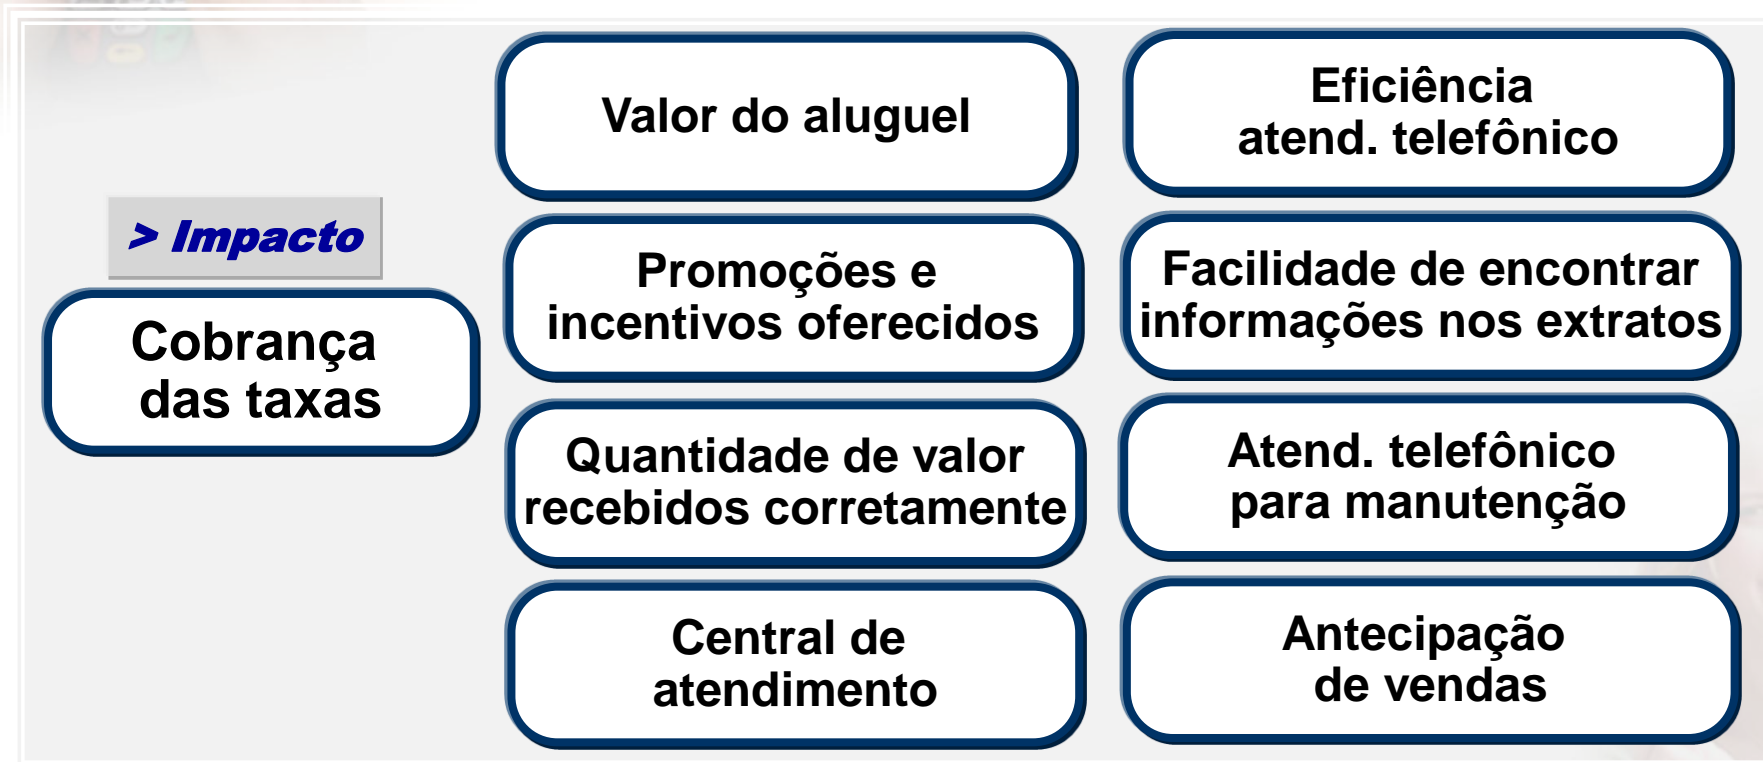 > Impacto
Cobrança
das taxas
Valor do aluguel
Promoções e
incentivos oferecidos
Quantidade de valor
recebidos corretamente
Central de
atendimento
Eficiência
atend. telefônico
Facilidade de encontrar
informações nos extratos
Atend. telefônico
para manutenção
Antecipação
de vendas